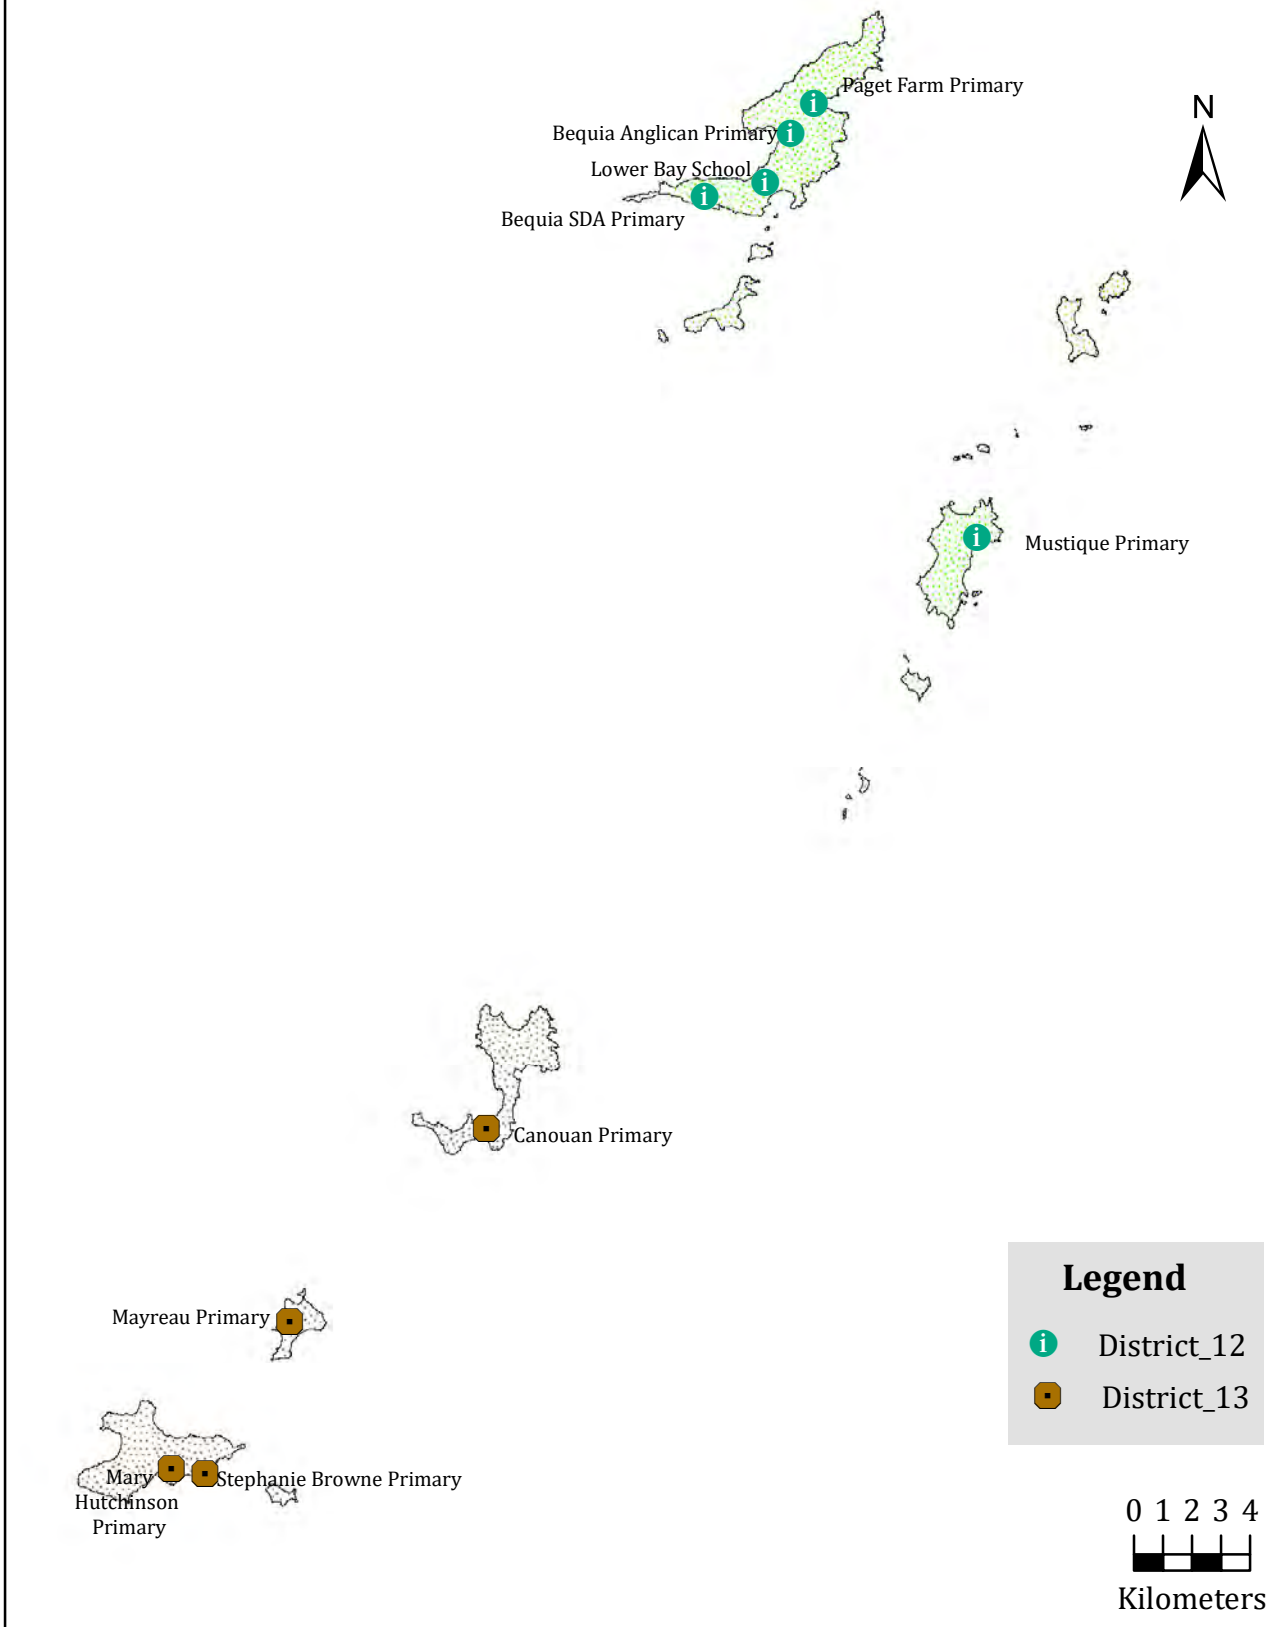 Paget Farm Primary
N
Bequia Anglican Primary
Lower Bay School
Bequia SDA Primary
Mustique Primary
Canouan Primary
Mayreau Primary
Mary
Hutchinson
Primary
Stephanie Browne Primary
Legend
i District_12
District_13
0 1 2 3 4
Kilometers